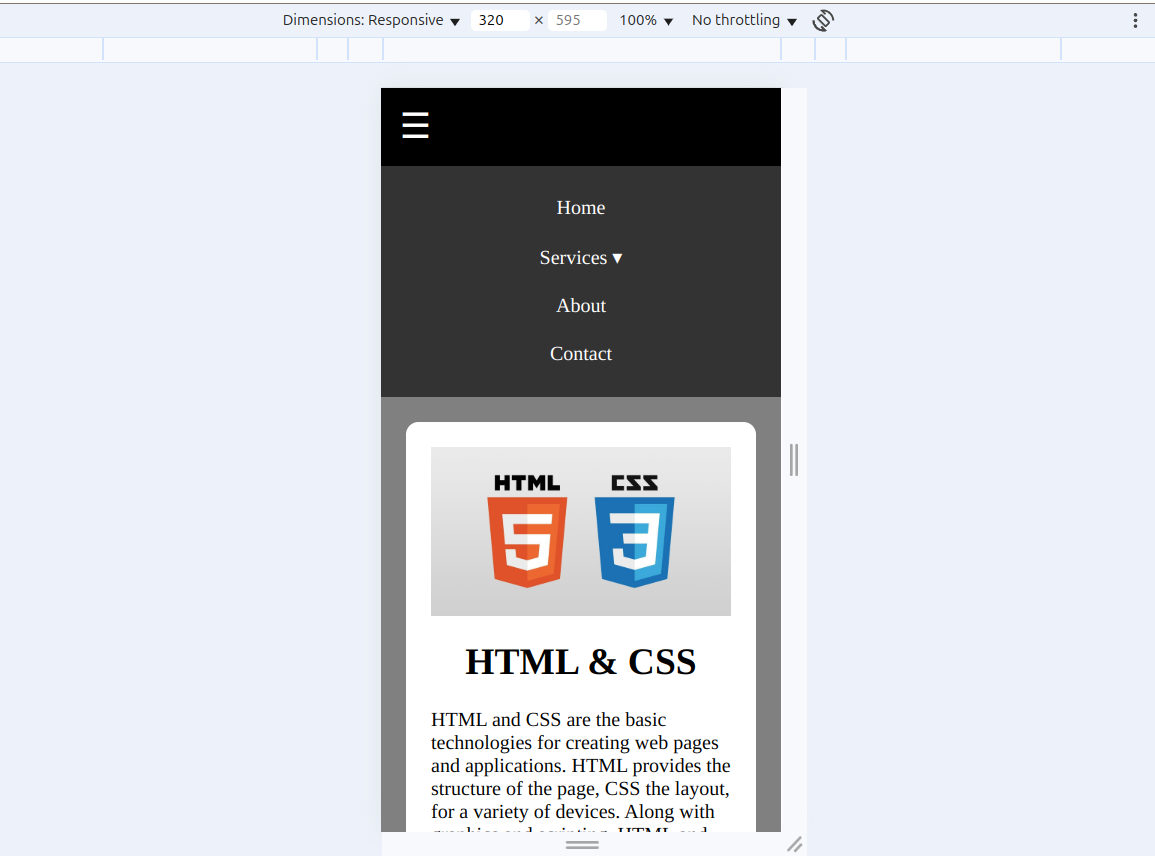 Dimensions: Responsive ▼ 320 × 595 100% ▼ No throttling ▼
☰
Home
Services ▾
About
Contact
HTML CSS
5 3
HTML & CSS
HTML and CSS are the basic
technologies for creating web pages
and applications. HTML provides the
structure of the page, CSS the layout,
for a variety of devices. Along with